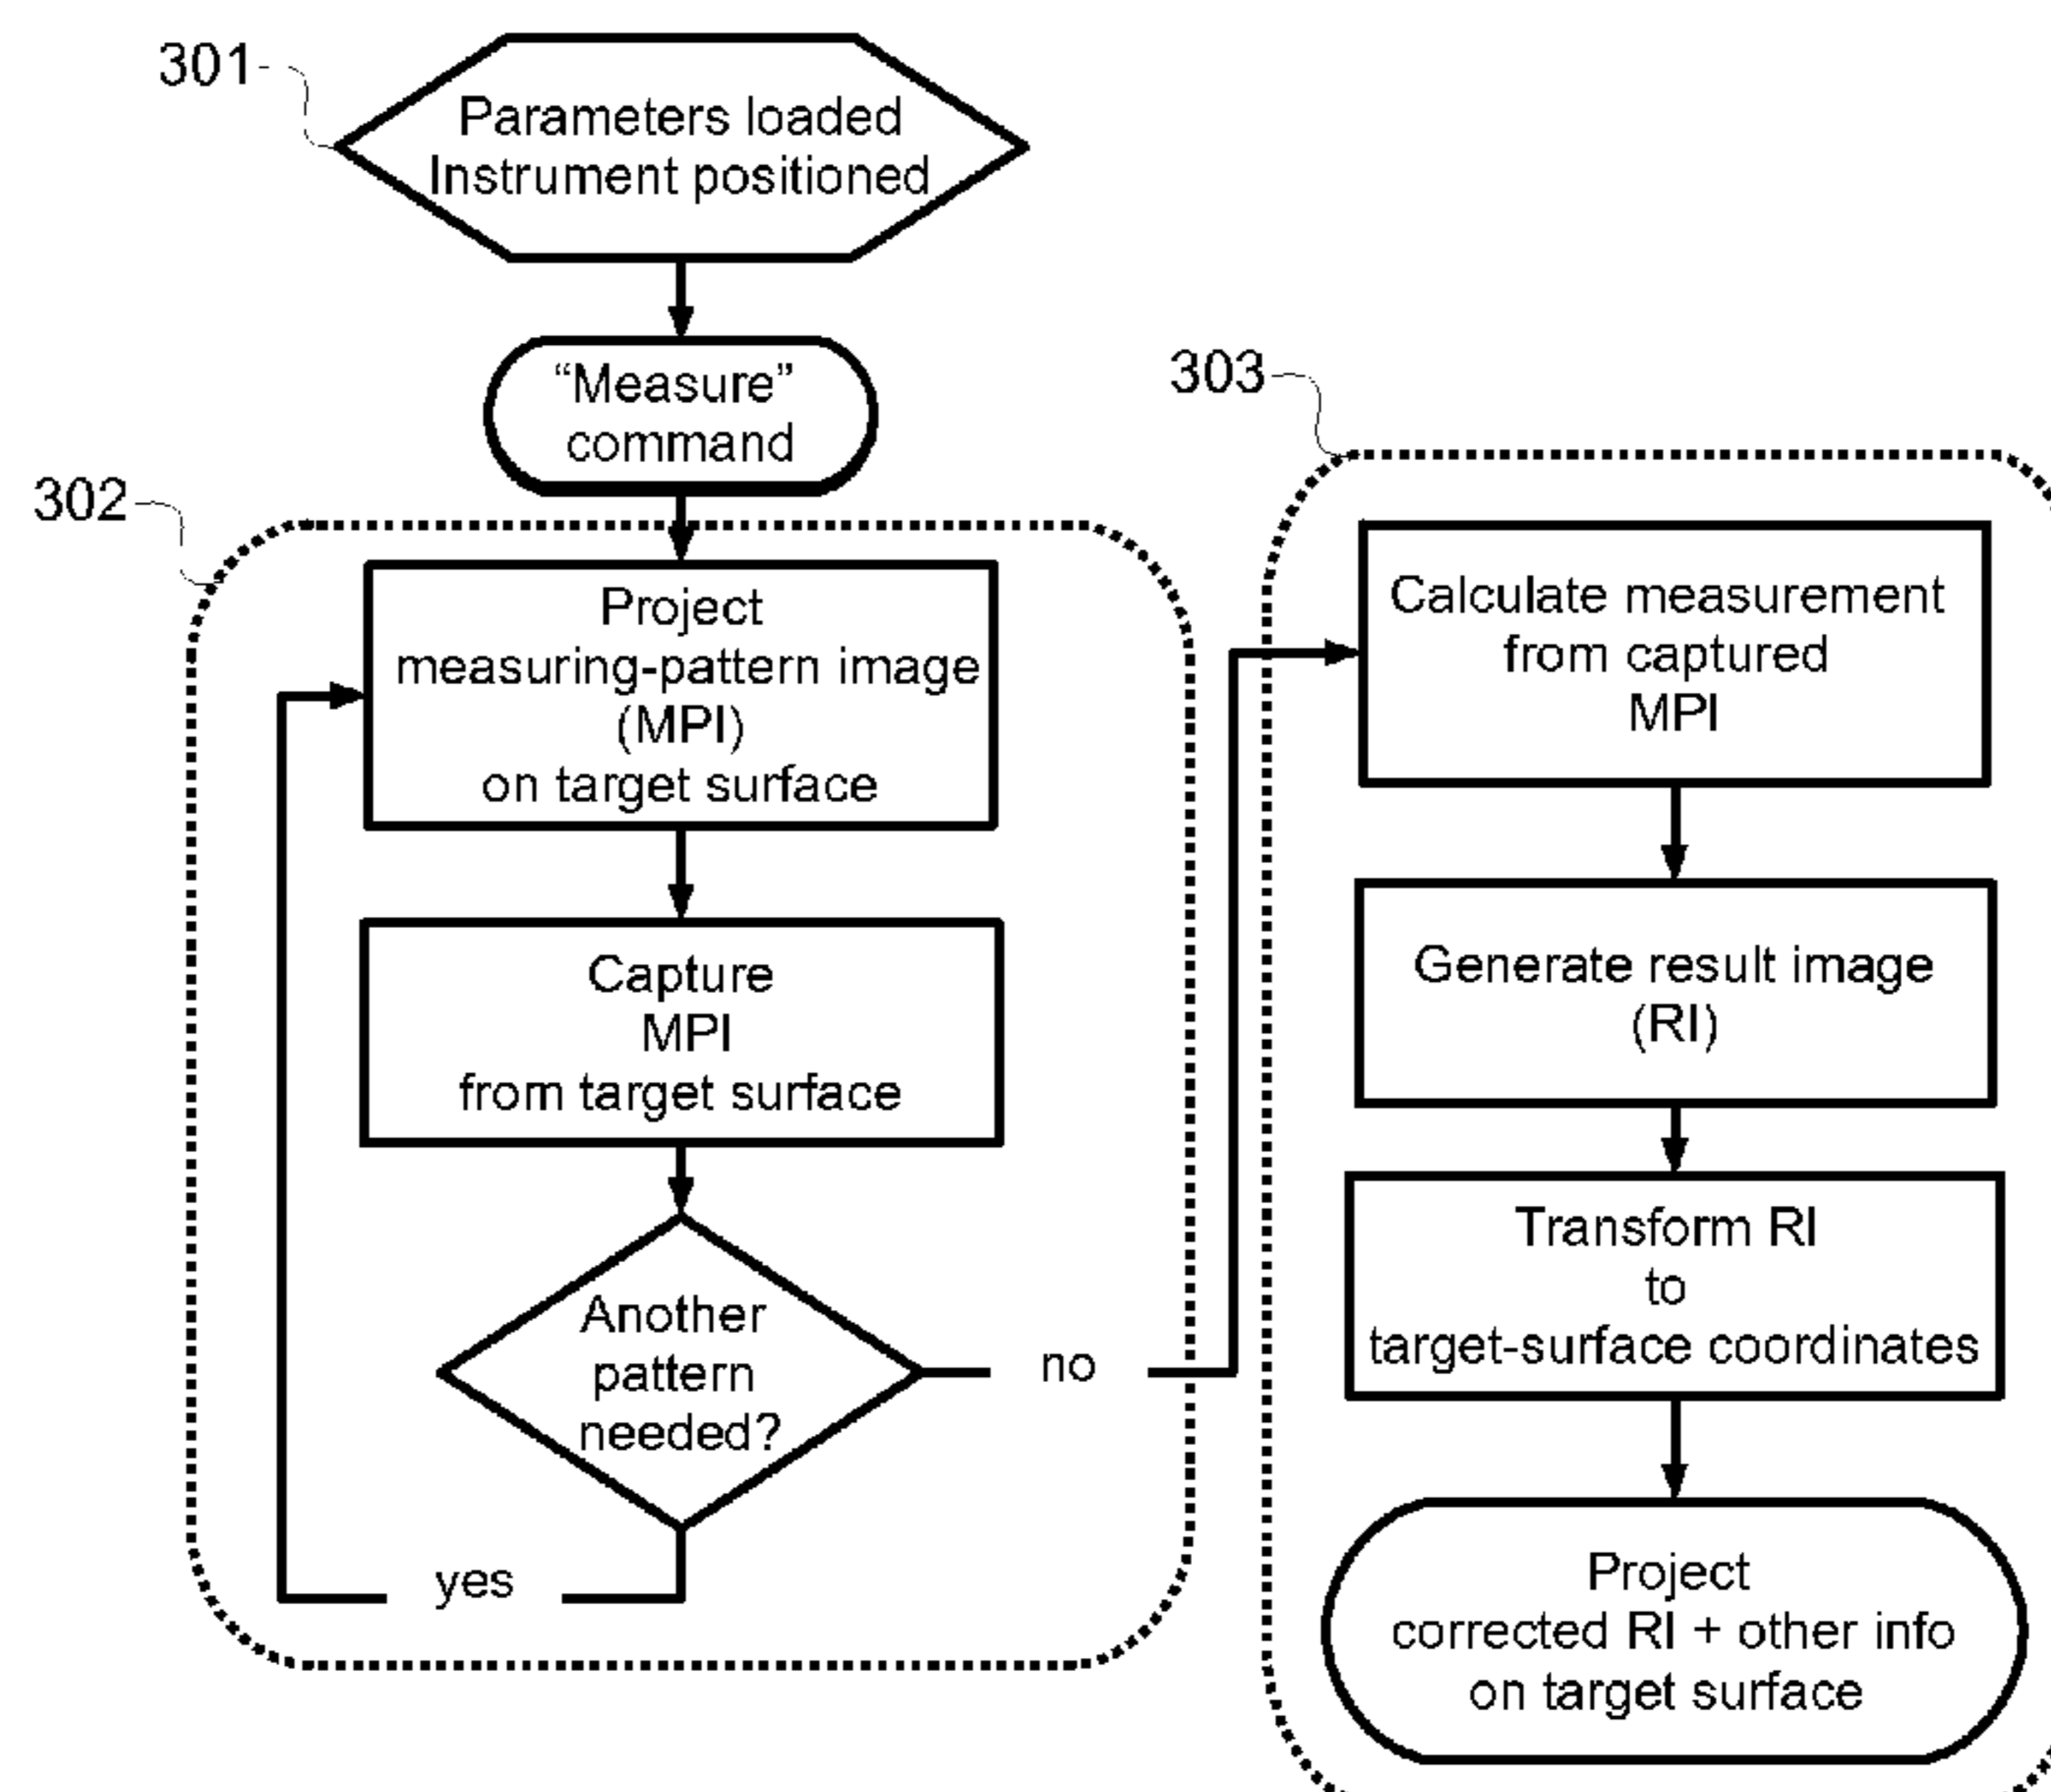 301
Parameters loaded
Instrument positioned
“Measure”
command
302
Project
measuring-pattern image
(MPI)
on target surface
Capture
MPI
from target surface
Another
pattern
needed?
no
yes
303
Calculate measurement
from captured
MPI
Generate result image
(RI)
Transform RI
to
target-surface coordinates
Project
corrected RI + other info
on target surface